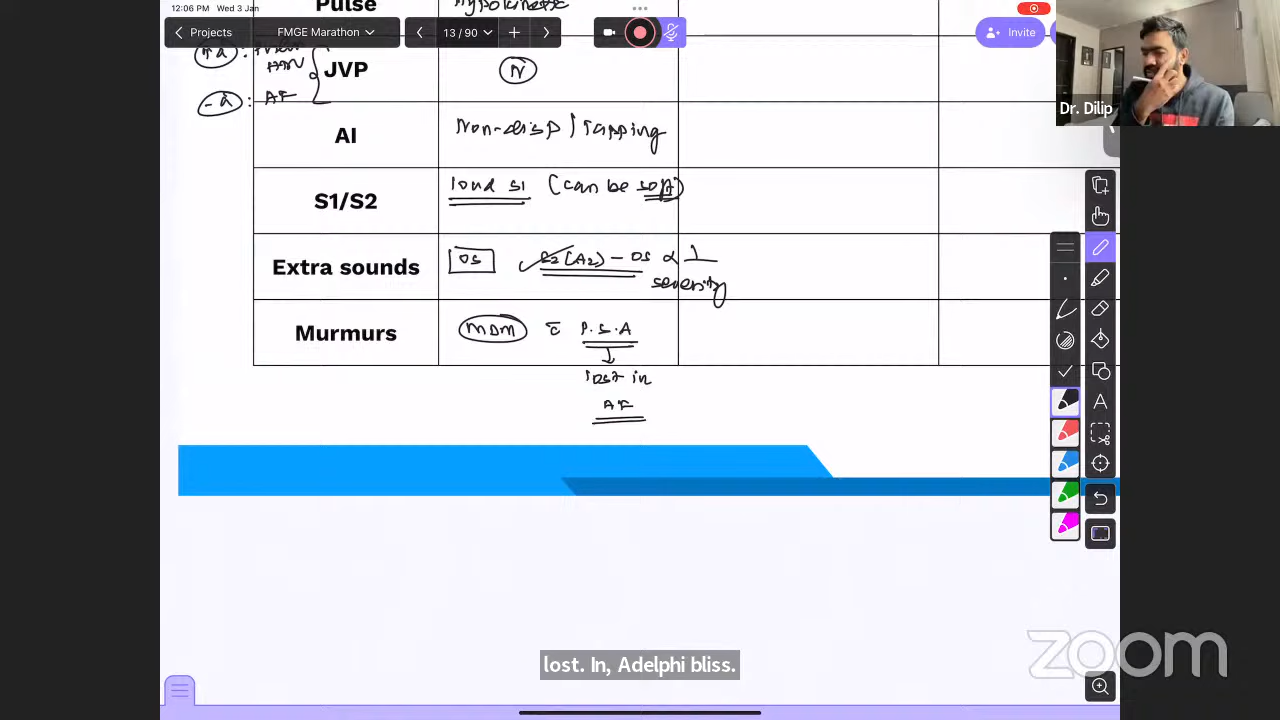 12:06 PM Wed 3 Jan
Pulse
Projects FMGE Marathon 13 / 90 Invite
Dr. Dilip
JVP N
-a : AF
AI Non-disp / Tapping
S1/S2 loud S1 (can be soft)
Extra sounds OS S2(A2) - OS α 1
severity
Murmurs MDM c̄ P.S.A
↓
lost in
AF
zoom
lost. In, Adelphi bliss.